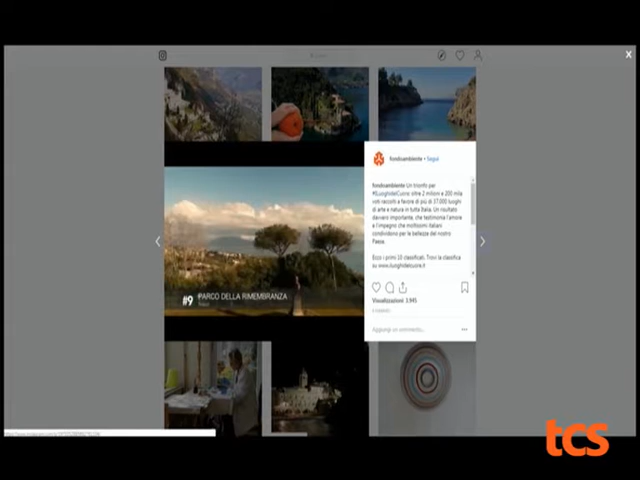 fondoambiente • Segui
fondoambiente Un trionfo per
#iLuoghidelCuore oltre 2 milioni e 200 mila
voti raccolti a favore di più di 37.000 luoghi
di arte e natura in tutta Italia. Un risultato
davvero importante, che testimonia l'amore
e l'impegno che moltissimi italiani
condividono per le bellezze del nostro
Paese.
Ecco i primi 10 classificati. Trovi la classifica
su www.iluoghidelcuore.it
#9 PARCO DELLA RIMEMBRANZA
Visualizzazioni 3.945
Aggiungi un commento...
tcs